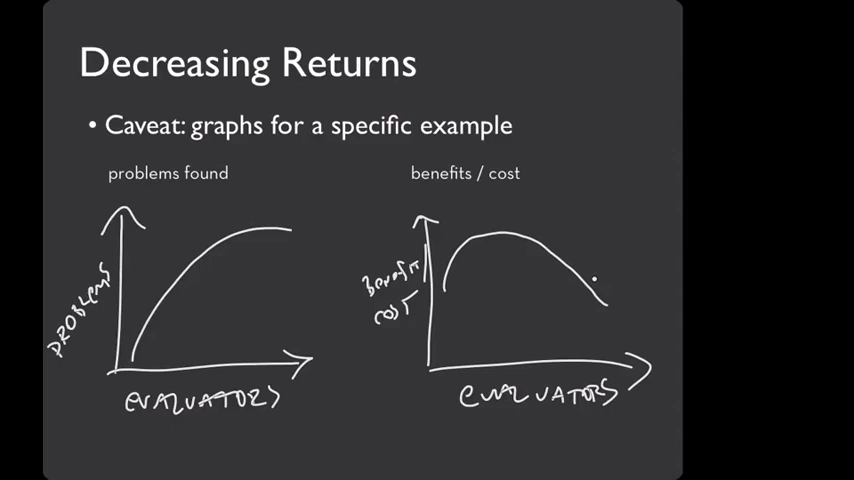 Decreasing Returns
• Caveat: graphs for a specific example
problems found
benefits / cost
PROBLEMS
EVALUATORS
Benefit/
cost
evaluators